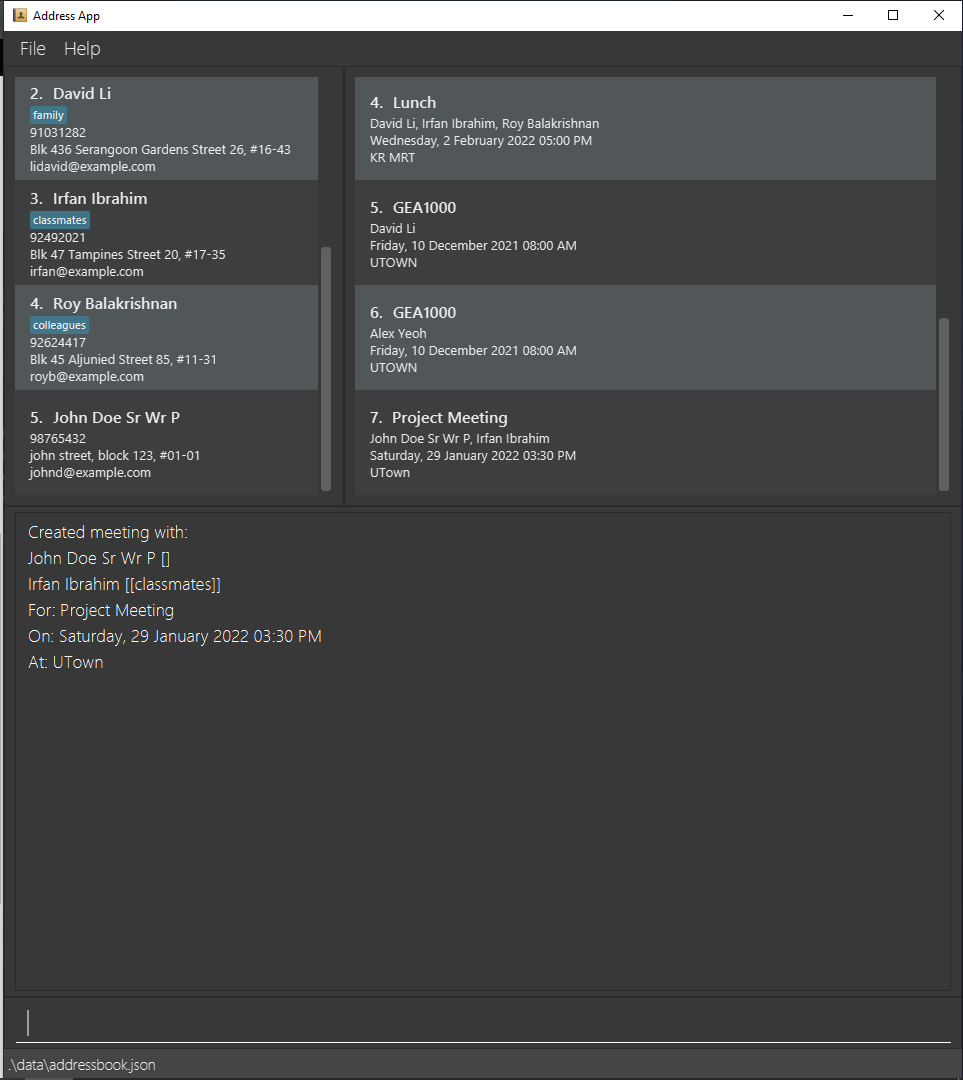 Address App
File Help
2. David Li
family
91031282
Blk 436 Serangoon Gardens Street 26, #16-43
lidavid@example.com
3. Irfan Ibrahim
classmates
92492021
Blk 47 Tampines Street 20, #17-35
irfan@example.com
4. Roy Balakrishnan
colleagues
92624417
Blk 45 Aljunied Street 85, #11-31
royb@example.com
5. John Doe Sr Wr P
98765432
john street, block 123, #01-01
johnd@example.com
4. Lunch
David Li, Irfan Ibrahim, Roy Balakrishnan
Wednesday, 2 February 2022 05:00 PM
KR MRT
5. GEA1000
David Li
Friday, 10 December 2021 08:00 AM
UTOWN
6. GEA1000
Alex Yeoh
Friday, 10 December 2021 08:00 AM
UTOWN
7. Project Meeting
John Doe Sr Wr P, Irfan Ibrahim
Saturday, 29 January 2022 03:30 PM
UTown
Created meeting with:
John Doe Sr Wr P []
Irfan Ibrahim [[classmates]]
For: Project Meeting
On: Saturday, 29 January 2022 03:30 PM
At: UTown
.\data\addressbook.json